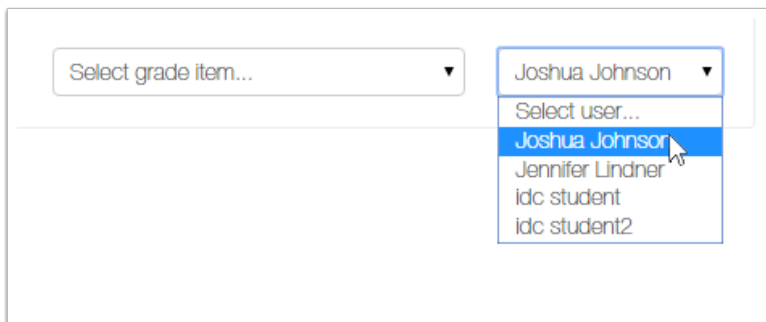 Select grade item...
Joshua Johnson
Select user...
Joshua Johnson
Jennifer Lindner
idc student
idc student2